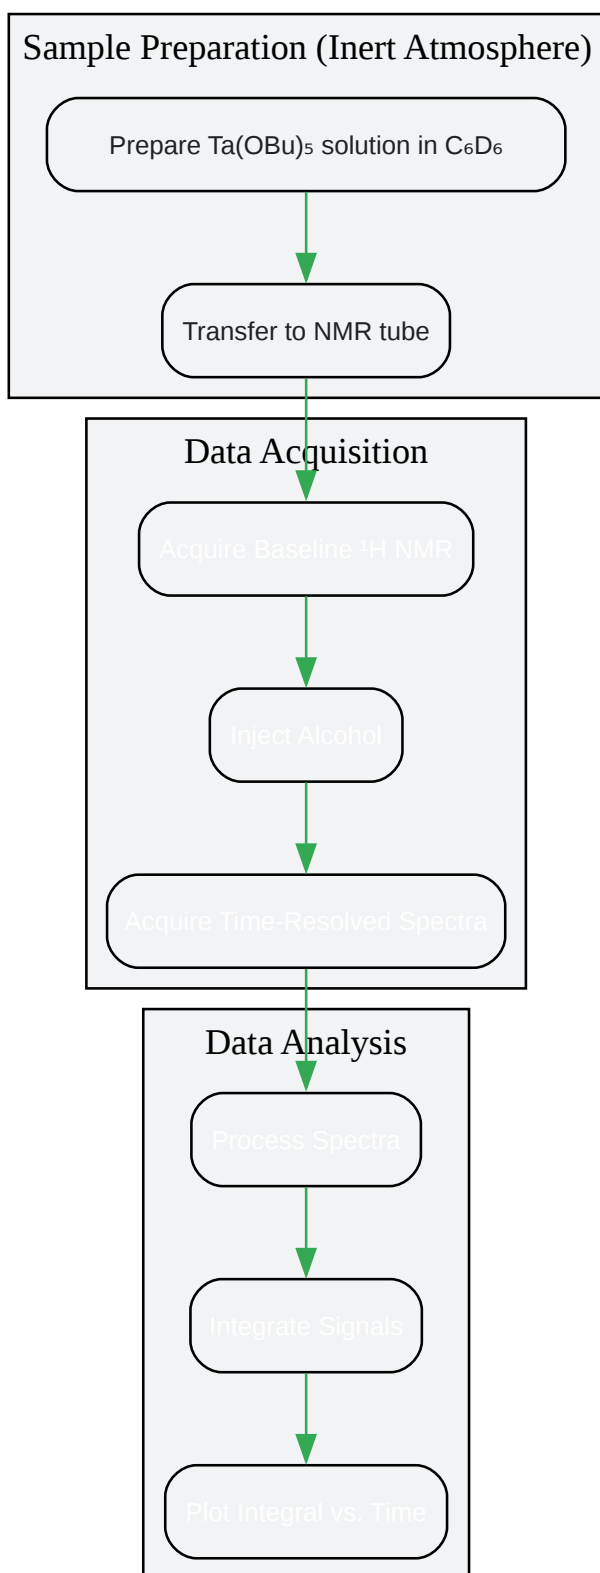 Sample Preparation (Inert Atmosphere)
Prepare Ta(OBu)₅ solution in C₆D₆
Transfer to NMR tube
Data Acquisition
Acquire Baseline ¹H NMR
Inject Alcohol
Acquire Time-Resolved Spectra
Data Analysis
Process Spectra
Integrate Signals
Plot Integral vs. Time